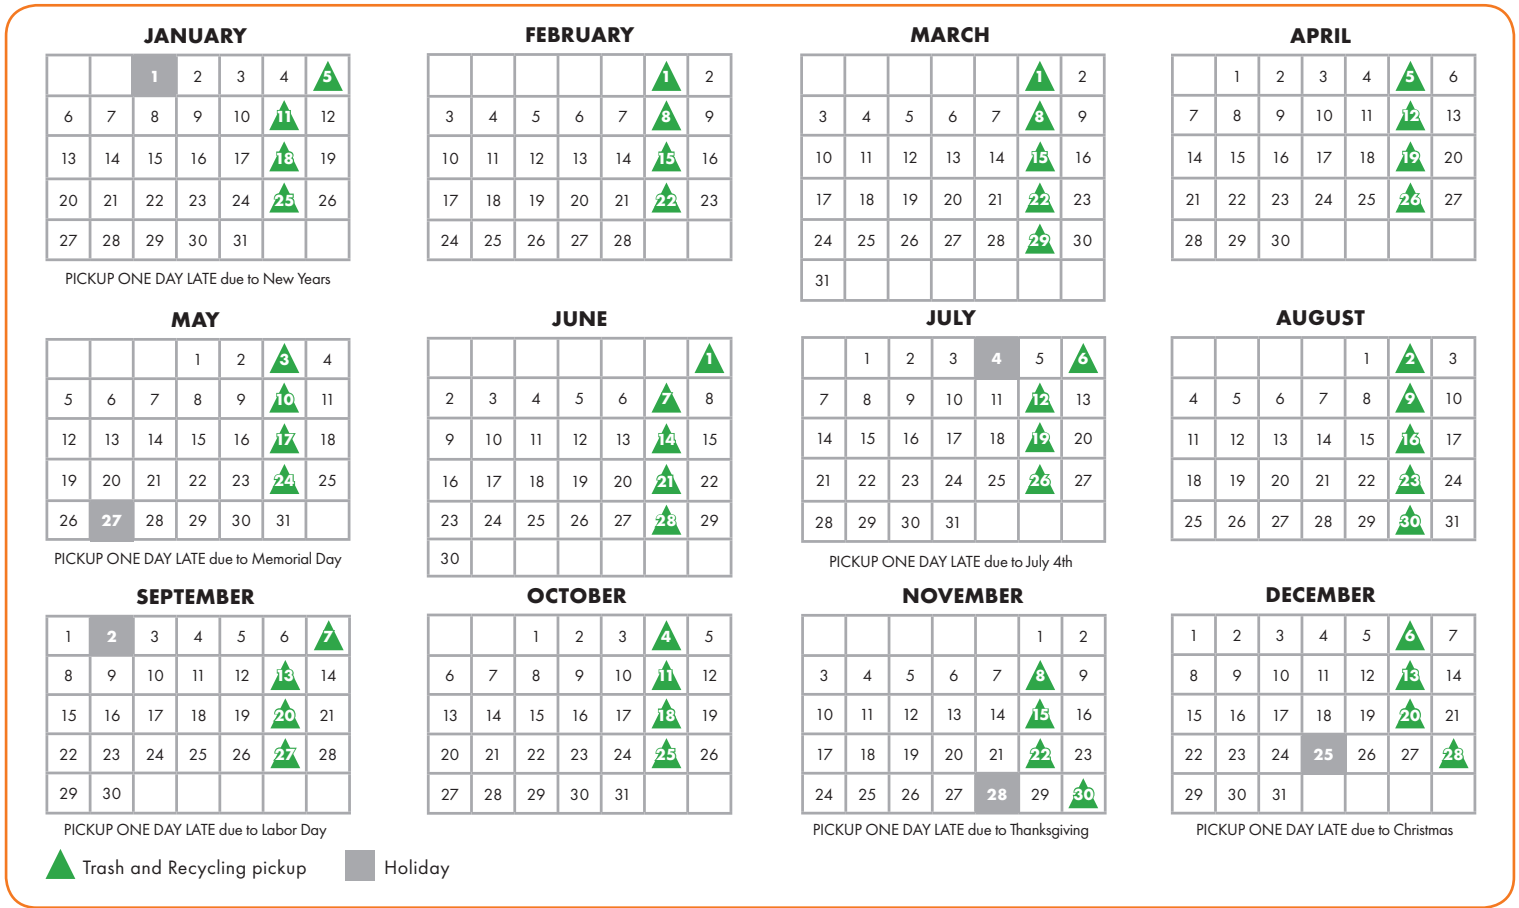 JANUARY
1 2 3 4 5
6 7 8 9 10 11 12
13 14 15 16 17 18 19
20 21 22 23 24 25 26
27 28 29 30 31
PICKUP ONE DAY LATE due to New Years
FEBRUARY
1 2
3 4 5 6 7 8 9
10 11 12 13 14 15 16
17 18 19 20 21 22 23
24 25 26 27 28
MARCH
1 2
3 4 5 6 7 8 9
10 11 12 13 14 15 16
17 18 19 20 21 22 23
24 25 26 27 28 29 30
31
APRIL
1 2 3 4 5 6
7 8 9 10 11 12 13
14 15 16 17 18 19 20
21 22 23 24 25 26 27
28 29 30
MAY
1 2 3 4
5 6 7 8 9 10 11
12 13 14 15 16 17 18
19 20 21 22 23 24 25
26 27 28 29 30 31
PICKUP ONE DAY LATE due to Memorial Day
JUNE
1
2 3 4 5 6 7 8
9 10 11 12 13 14 15
16 17 18 19 20 21 22
23 24 25 26 27 28 29
30
JULY
1 2 3 4 5 6
7 8 9 10 11 12 13
14 15 16 17 18 19 20
21 22 23 24 25 26 27
28 29 30 31
PICKUP ONE DAY LATE due to July 4th
AUGUST
1 2 3
4 5 6 7 8 9 10
11 12 13 14 15 16 17
18 19 20 21 22 23 24
25 26 27 28 29 30 31
SEPTEMBER
1 2 3 4 5 6 7
8 9 10 11 12 13 14
15 16 17 18 19 20 21
22 23 24 25 26 27 28
29 30
PICKUP ONE DAY LATE due to Labor Day
OCTOBER
1 2 3 4 5
6 7 8 9 10 11 12
13 14 15 16 17 18 19
20 21 22 23 24 25 26
27 28 29 30 31
NOVEMBER
1 2
3 4 5 6 7 8 9
10 11 12 13 14 15 16
17 18 19 20 21 22 23
24 25 26 27 28 29 30
PICKUP ONE DAY LATE due to Thanksgiving
DECEMBER
1 2 3 4 5 6 7
8 9 10 11 12 13 14
15 16 17 18 19 20 21
22 23 24 25 26 27 28
29 30 31
PICKUP ONE DAY LATE due to Christmas
Trash and Recycling pickup
Holiday